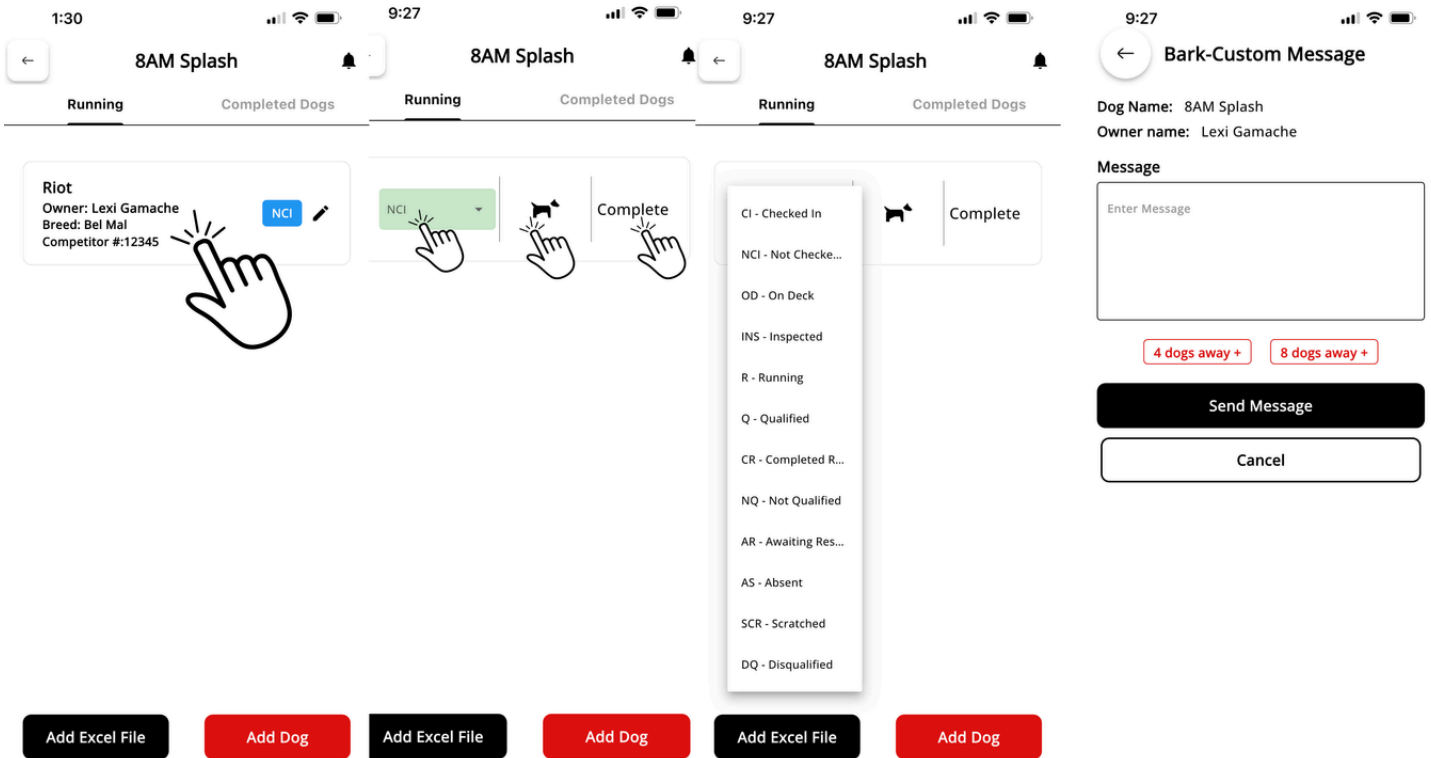 1:30
8AM Splash
Running
Completed Dogs
Riot
Owner: Lexi Gamache
Breed: Bel Mal
Competitor #:12345
NCI
Add Excel File
Add Dog
9:27
8AM Splash
Running
Completed Dogs
NCI
Complete
Add Excel File
Add Dog
9:27
8AM Splash
Running
Completed Dogs
CI - Checked In
NCI - Not Checke...
OD - On Deck
INS - Inspected
R - Running
Q - Qualified
CR - Completed R...
NQ - Not Qualified
AR - Awaiting Res...
AS - Absent
SCR - Scratched
DQ - Disqualified
Complete
Add Excel File
Add Dog
9:27
Bark-Custom Message
Dog Name: 8AM Splash
Owner name: Lexi Gamache
Message
Enter Message
4 dogs away +
8 dogs away +
Send Message
Cancel